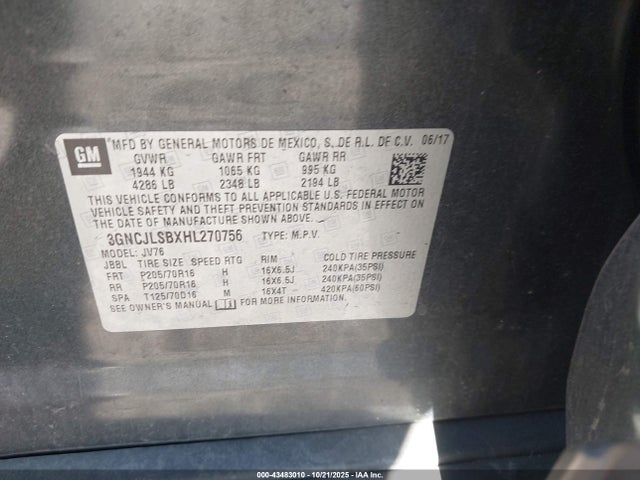 GM
MFD BY GENERAL MOTORS DE MEXICO, S. DE R.L. DE C.V. 06/17
GVWR GAWR FRT GAWR RR
1944 KG 1065 KG 995 KG
4286 LB 2348 LB 2194 LB
THIS VEHICLE CONFORMS TO ALL APPLICABLE U.S. FEDERAL MOTOR
VEHICLE SAFETY AND THEFT PREVENTION STANDARDS IN EFFECT ON THE
DATE OF MANUFACTURE SHOWN ABOVE.
3GNCJLSBXHL270756 TYPE: M.P.V.
MODEL: JV76
JBBL TIRE SIZE SPEED RTG RIM COLD TIRE PRESSURE
FRT P205/70R16 H 16X6.5J 240KPA(35PSI)
RR P205/70R16 H 16X6.5J 240KPA(35PSI)
SPA T125/70D16 M 16X4T 420KPA(60PSI)
SEE OWNER'S MANUAL FOR MORE INFORMATION
00-43483010 - 10/21/2025 - IAA Inc.